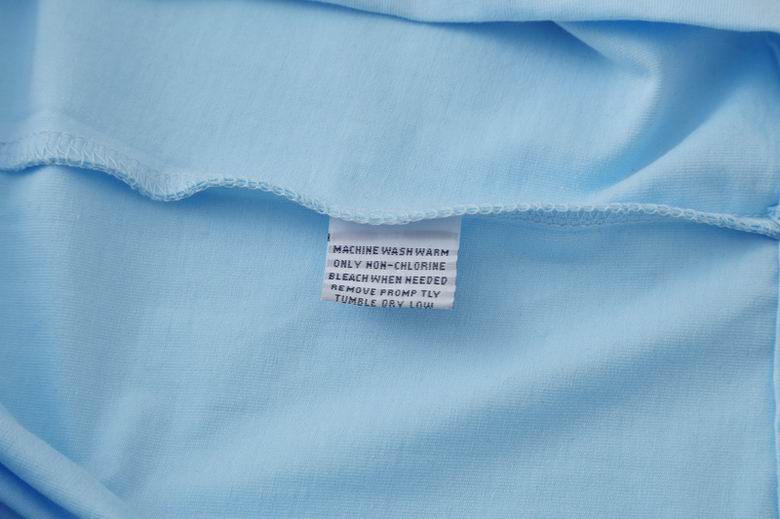 MACHINE WASH WARM
ONLY NON-CHLORINE
BLEACH WHEN NEEDED
REMOVE PROMP TLY
TUMBLE DRY LOW